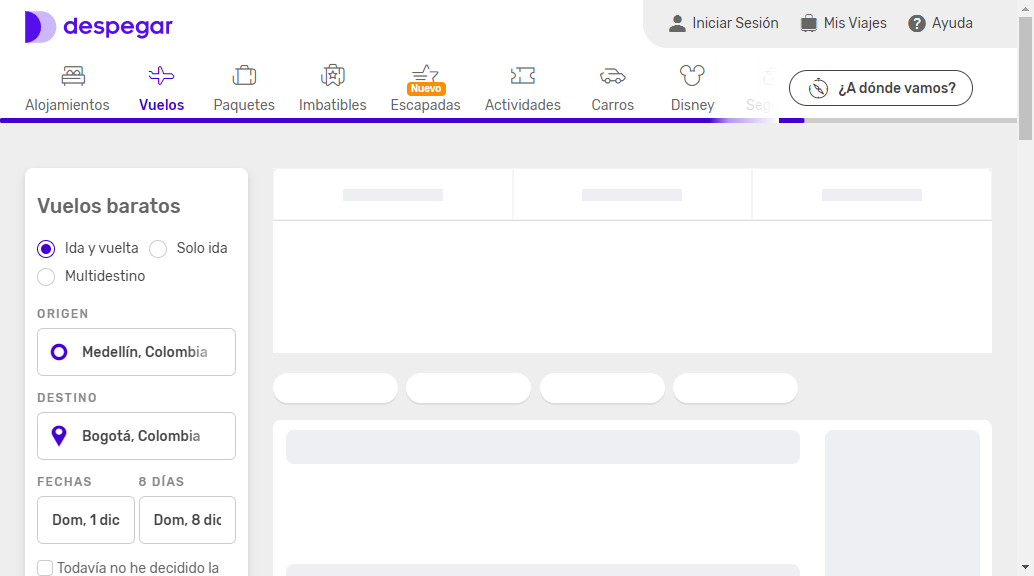 despegar
Iniciar Sesión
Mis Viajes
Ayuda
Alojamientos
Vuelos
Paquetes
Imbatibles
Nuevo
Escapadas
Actividades
Carros
Disney
¿A dónde vamos?
Vuelos baratos
Ida y vuelta
Solo ida
Multidestino
ORIGEN
Medellín, Colombia
DESTINO
Bogotá, Colombia
FECHAS
8 DÍAS
Dom, 1 dic
Dom, 8 dic
Todavía no he decidido la